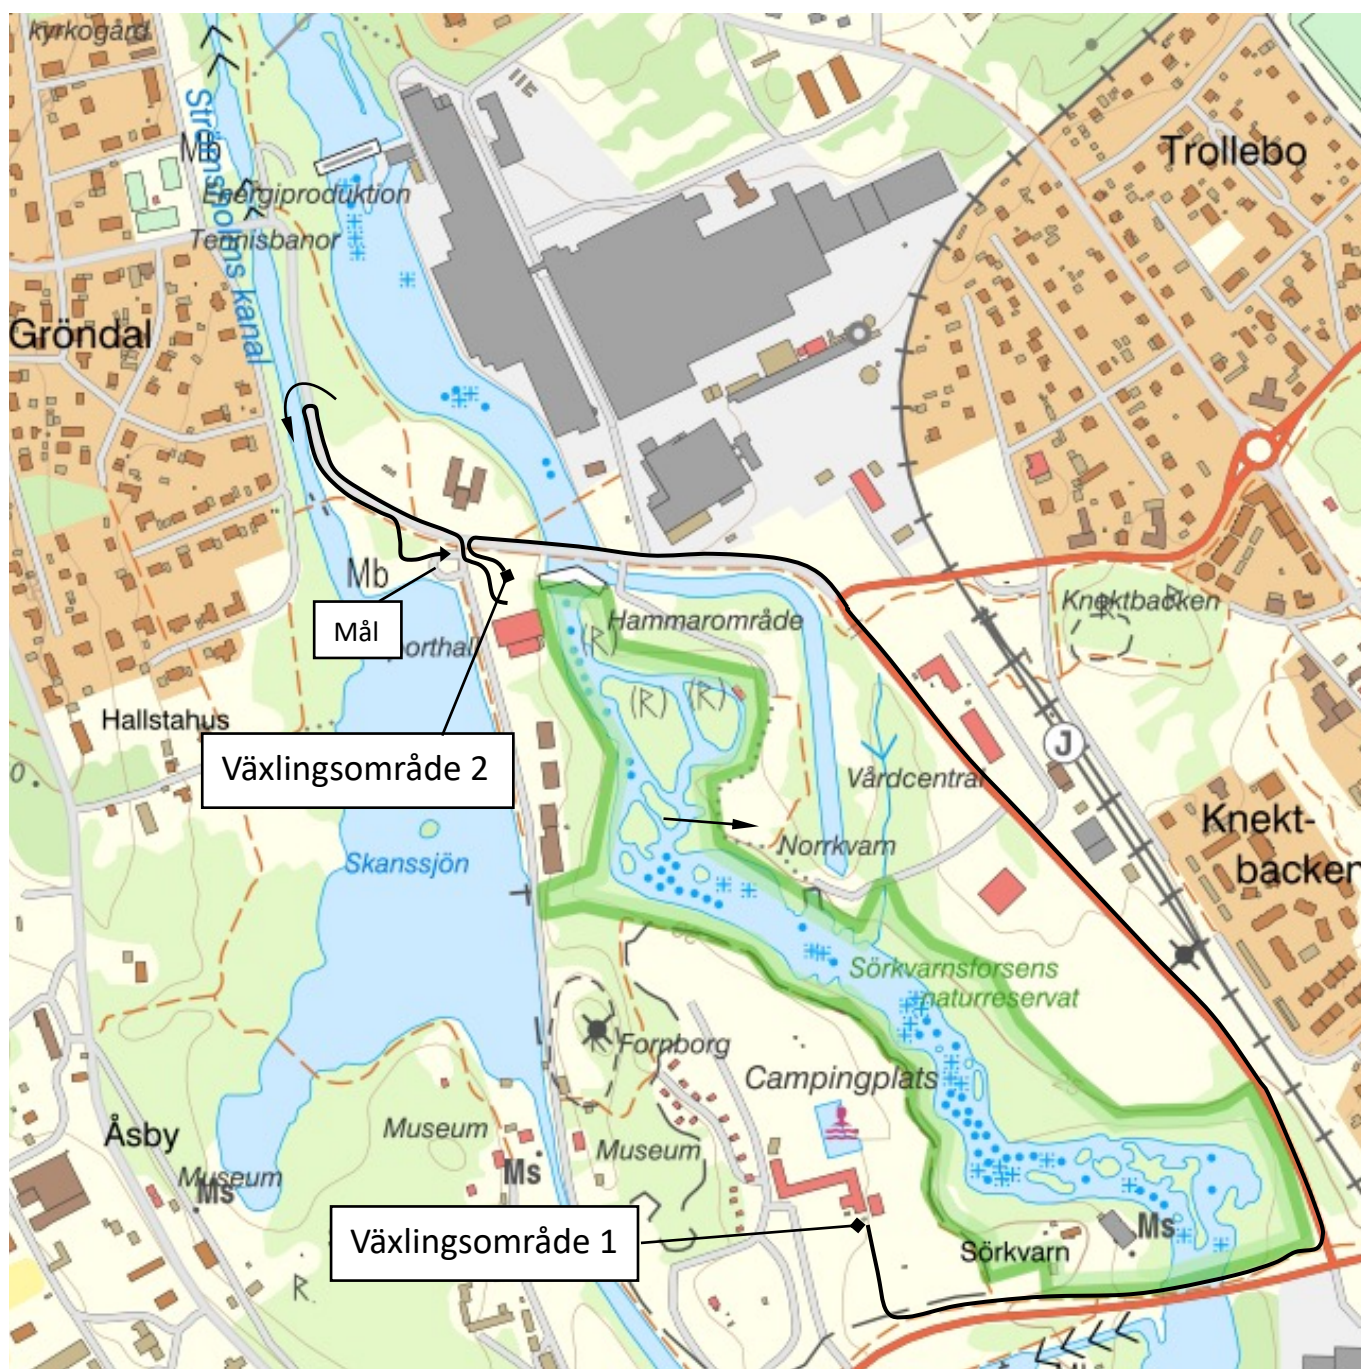 kyrkogård
Strömsholms kanal
Mb
Energiproduktion
Tennisbanor
Trollebo
Gröndal
Mb
Mål
Hammarområde
Knektbacken
R
(R)
(R)
(R)
Hallstahus
Växlingsområde 2
J
Vårdcentral
Skanssjön
Norrkvarn
Knekt-
backen
Sörkvarnsforsens
naturreservat
Fornborg
Campingplats
Åsby
Museum
Museum
Museum
Ms
Ms
Växlingsområde 1
Sörkvarn
Ms
R.